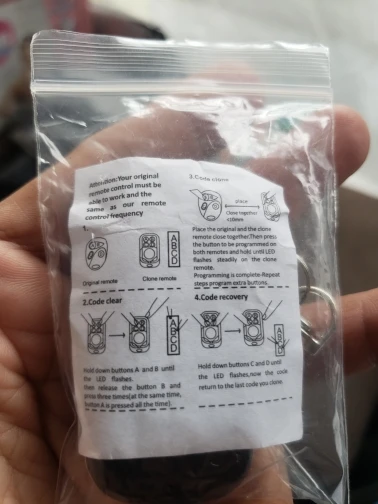 Attention:Your original
remote control must be
able to work and the
same as our remote
control frequency
1.
A
B
C
D
Original remote
Clone remote
2.Code clear
A
B
C
D
Hold down buttons A and B until
the LED flashes.
then release the button B and
press three times(at the same time,
button A is pressed all the time).
3.Code clone
place
Close together
Place the original and the clone
remote close together.Then press
the button to be programmed on
both remotes and hold until LED
flashes steadily on the clone
remote.
Programming is complete.Repeat
steps program extra buttons.
4.Code recovery
A
B
C
D
Hold down buttons C and D until
the LED flashes,now the code
return to the last code you clone.